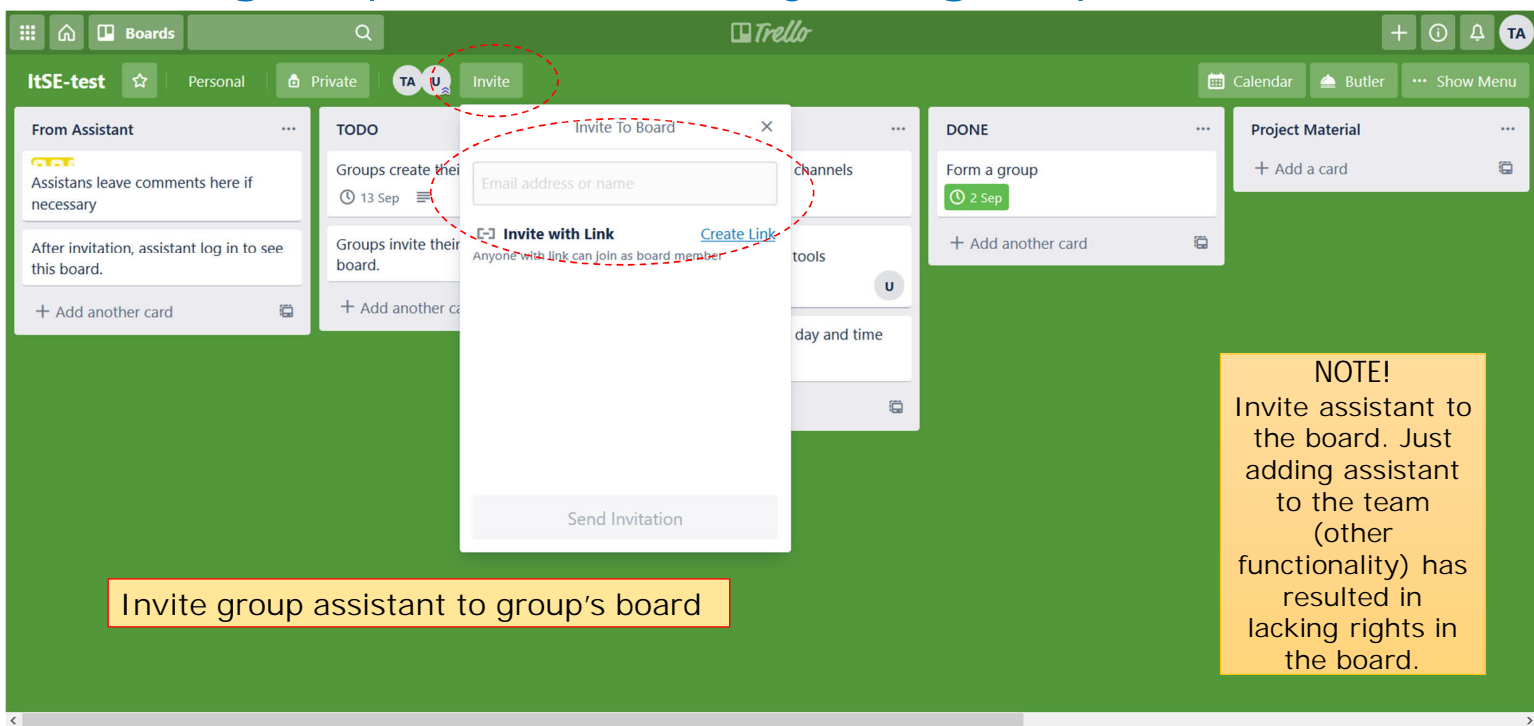 Boards
Trello
TA
ItSE-test
Personal
Private
TA
U
Invite
Calendar
Butler
Show Menu
From Assistant
Assistans leave comments here if
necessary
After invitation, assistant log in to see
this board.
+ Add another card
TODO
Groups create thei
13 Sep
Groups invite their
board.
+ Add another ca
Invite To Board
Email address or name
Invite with Link
Create Link
Anyone with link can join as board member
Send Invitation
channels
tools
U
day and time
DONE
Form a group
2 Sep
+ Add another card
Project Material
+ Add a card
Invite group assistant to group's board
NOTE!
Invite assistant to
the board. Just
adding assistant
to the team
(other
functionality) has
resulted in
lacking rights in
the board.